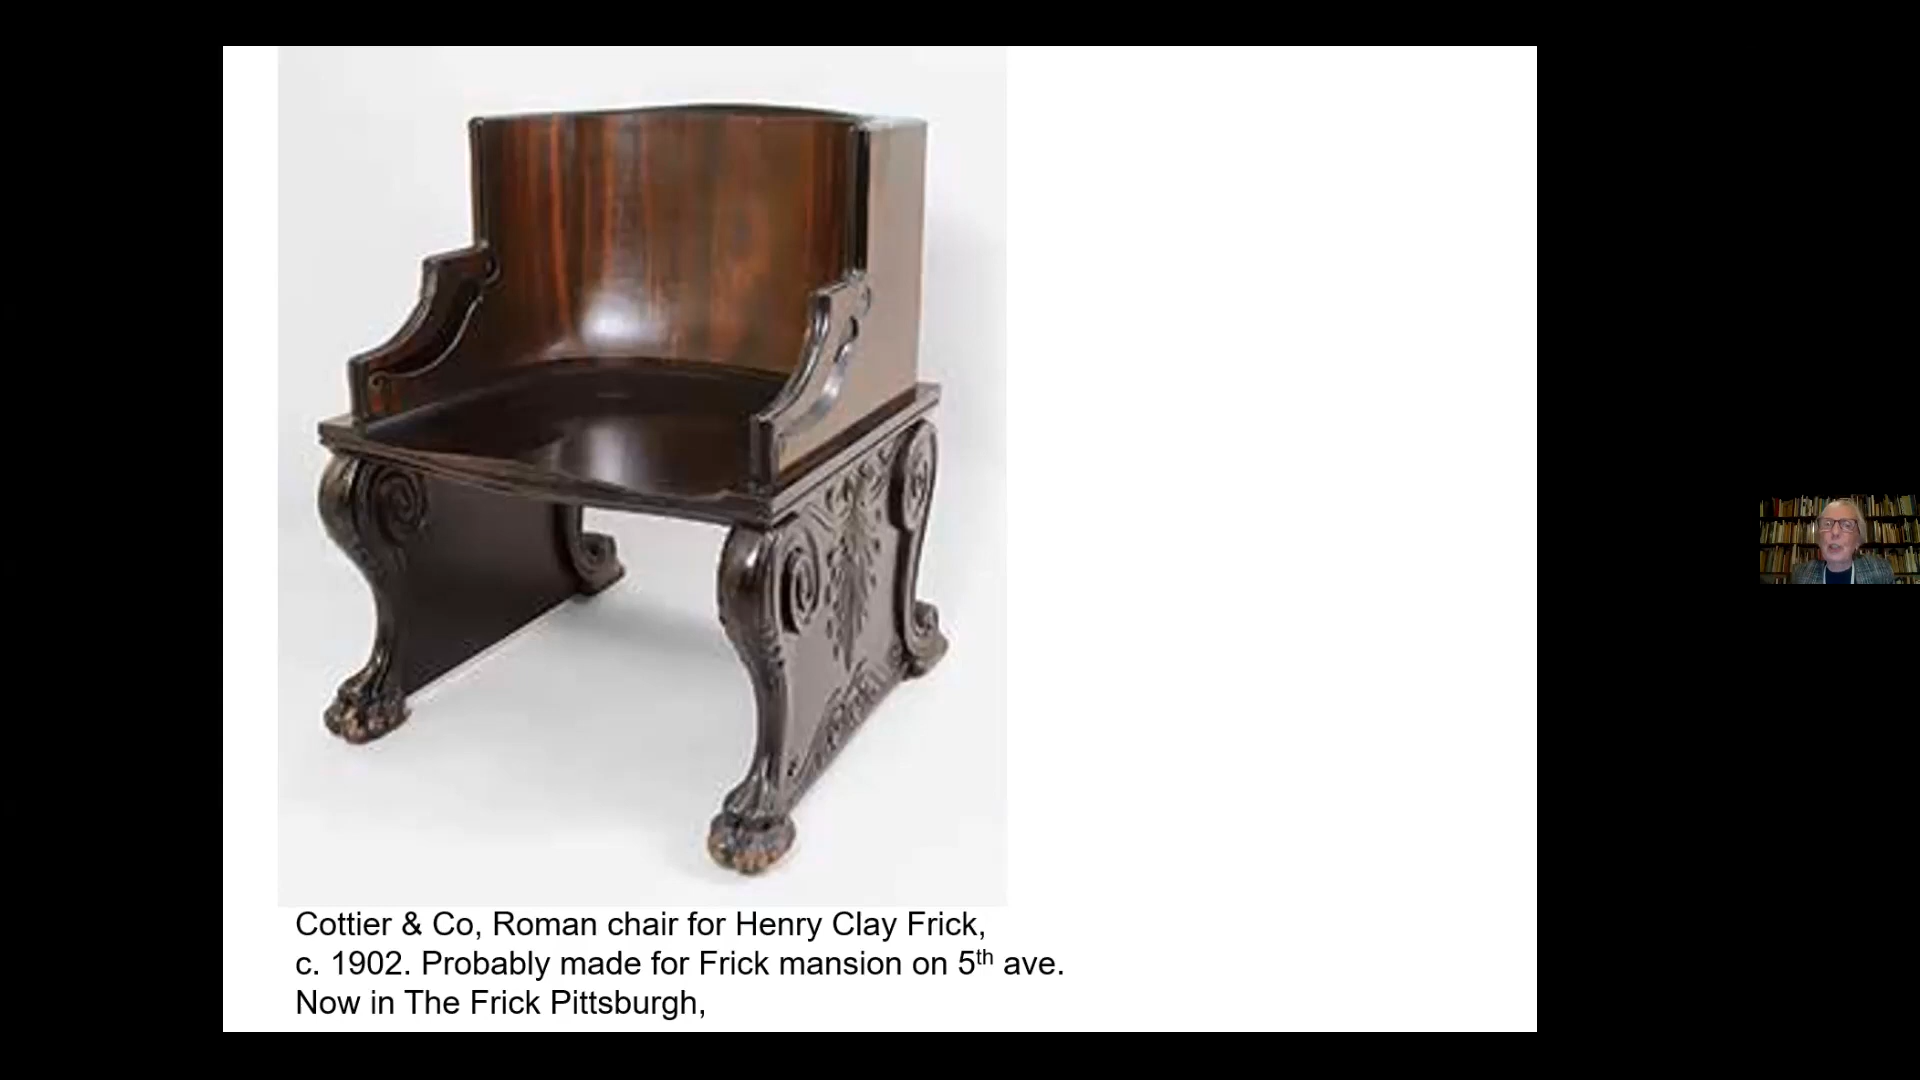 Cottier & Co, Roman chair for Henry Clay Frick,
c. 1902. Probably made for Frick mansion on 5th ave.
Now in The Frick Pittsburgh,